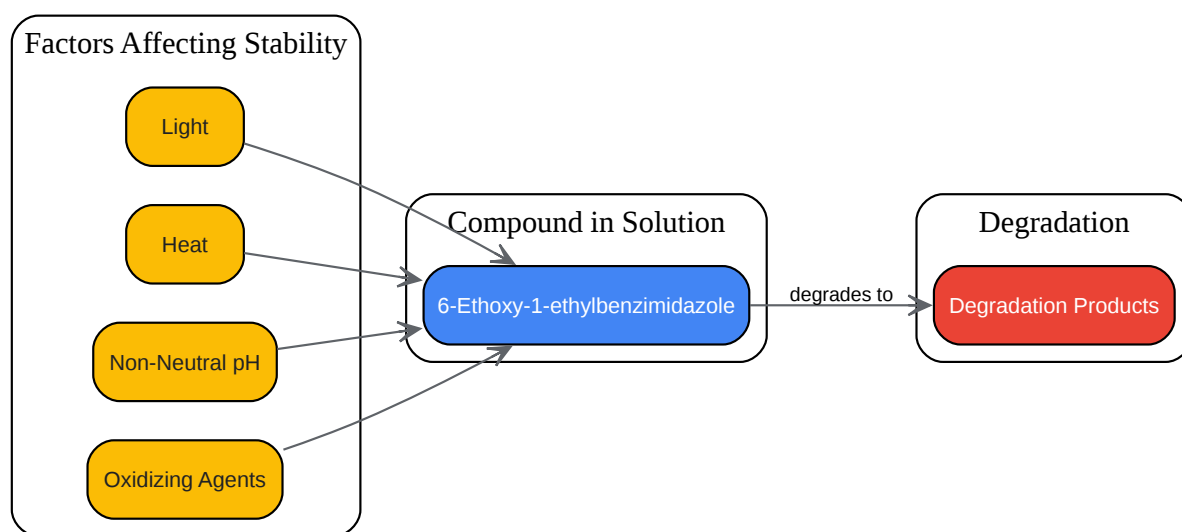 Factors Affecting Stability
Light
Heat
Non-Neutral pH
Oxidizing Agents
Compound in Solution
6-Ethoxy-1-ethylbenzimidazole
degrades to
Degradation
Degradation Products